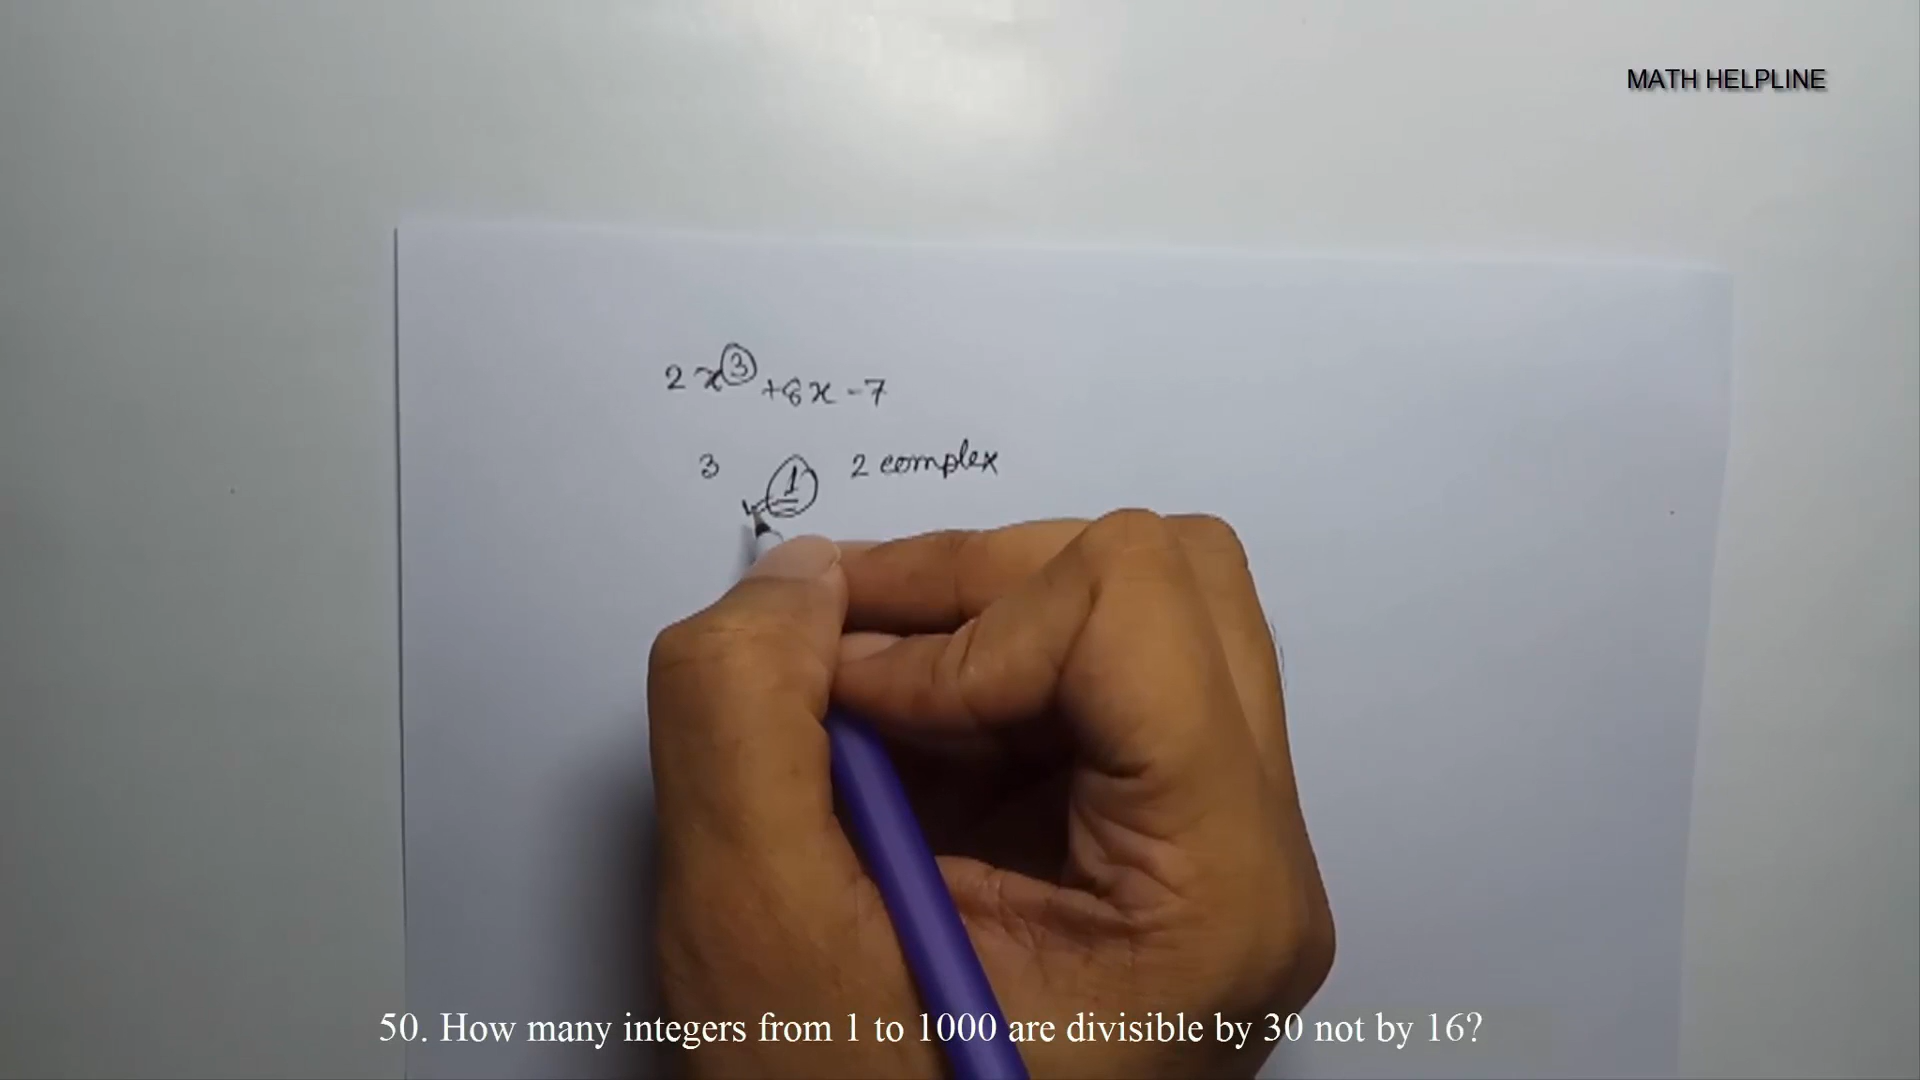 MATH HELPLINE
2x³+6x-7
3 1 2 complex
50. How many integers from 1 to 1000 are divisible by 30 not by 16?